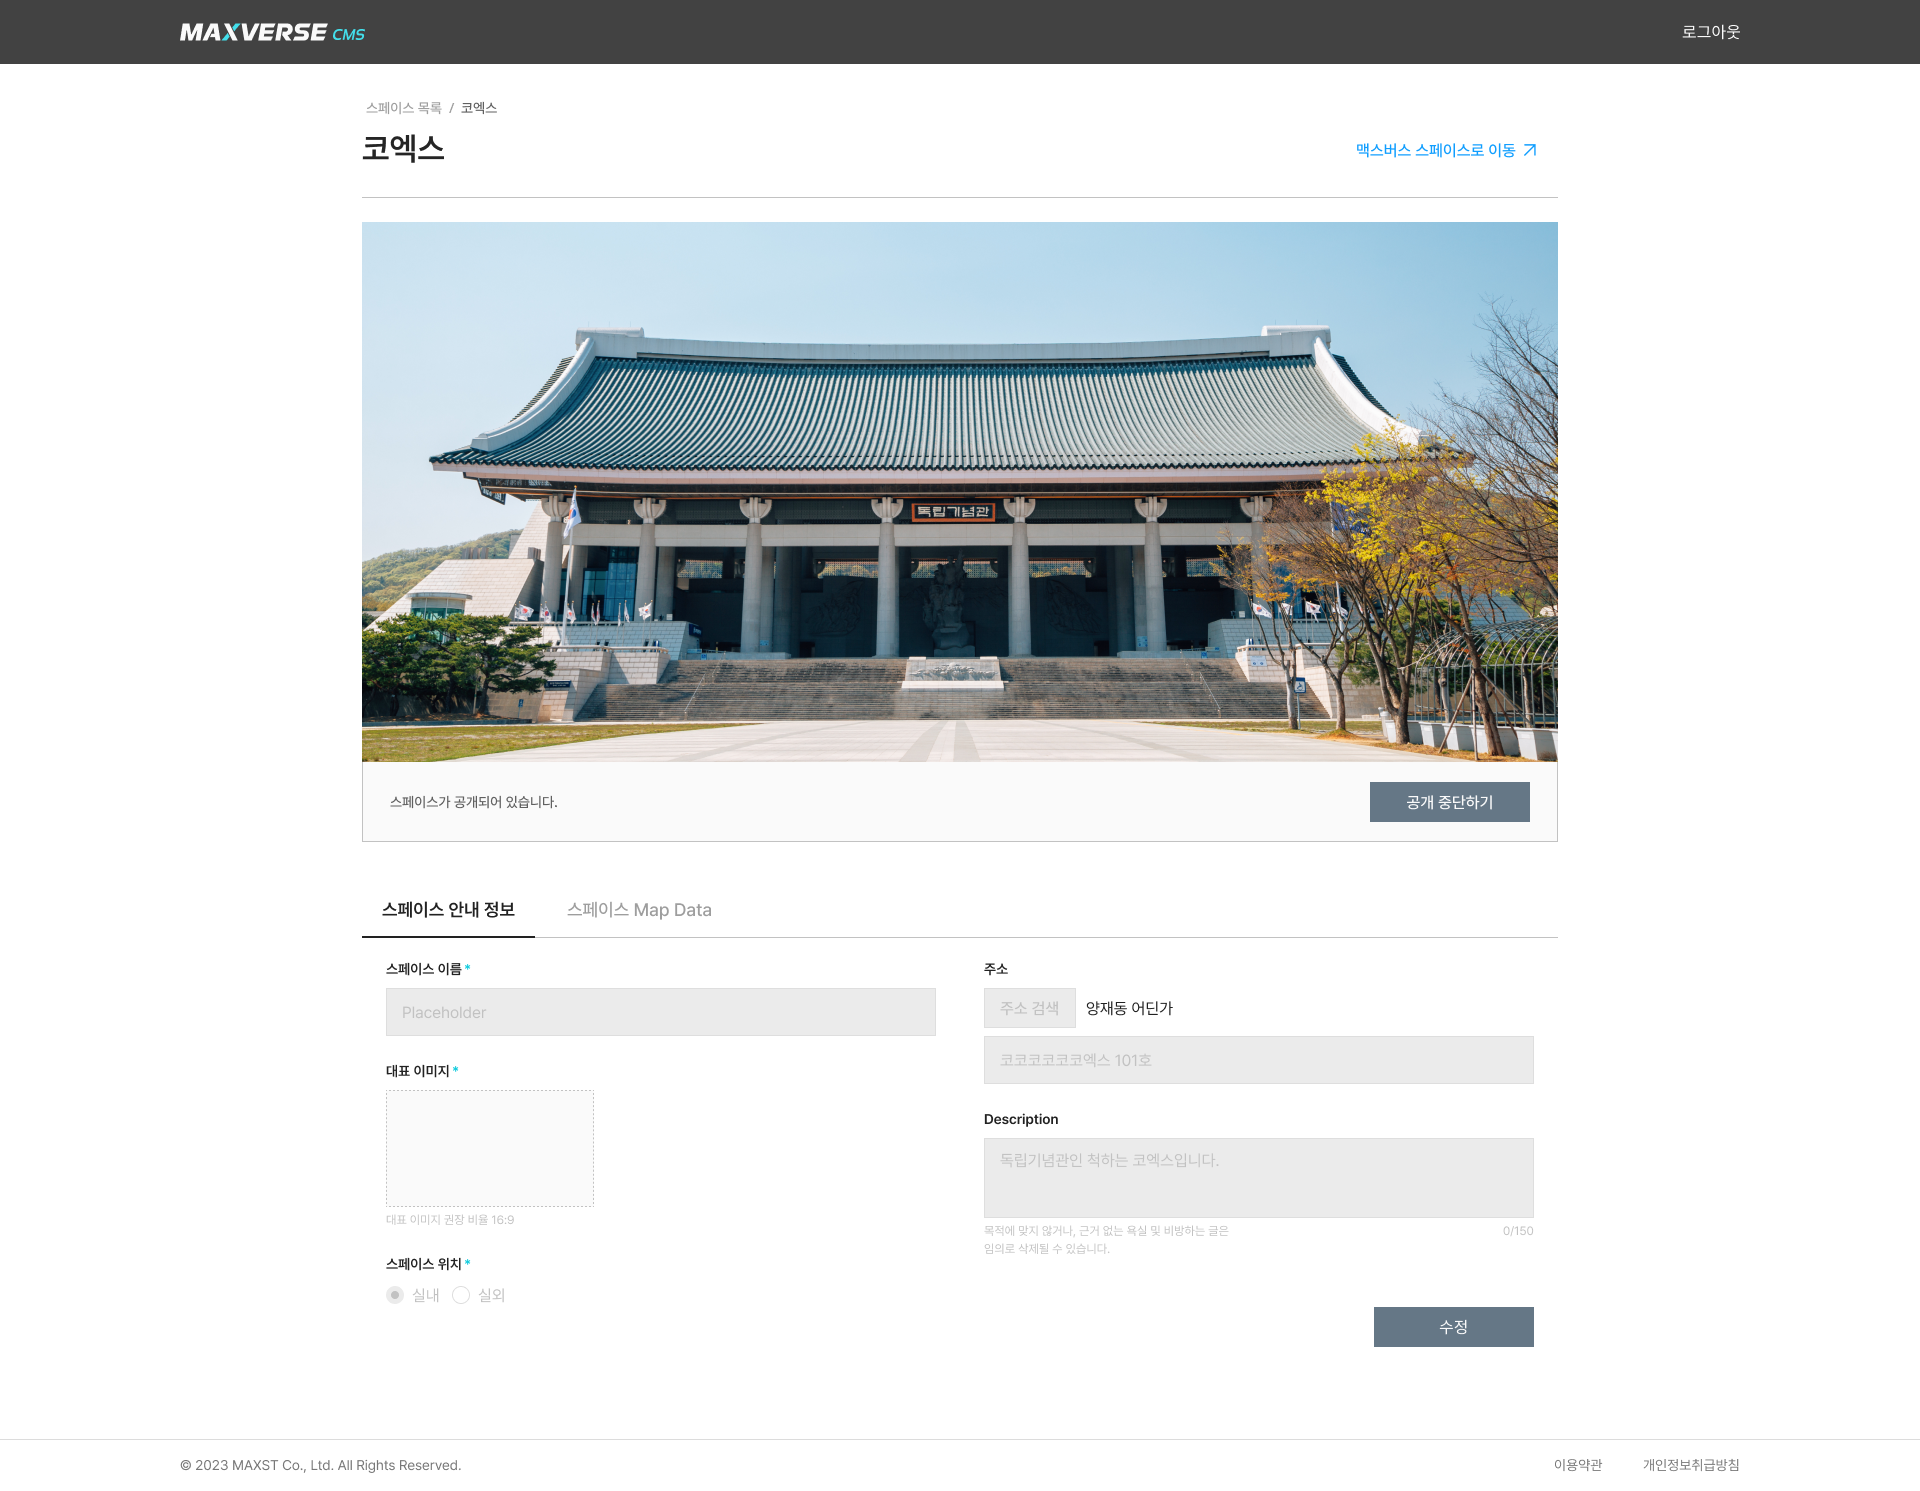 MAXVERSE CMS
로그아웃
스페이스 목록 / 코엑스
코엑스
맥스버스 스페이스로 이동
독립기념관
스페이스가 공개되어 있습니다.
공개 중단하기
스페이스 안내 정보
스페이스 Map Data
스페이스 이름 *
Placeholder
대표 이미지 *
대표 이미지 권장 비율 16:9
스페이스 위치 *
실내
실외
주소
주소 검색
양재동 어딘가
코코코코코코엑스 101호
Description
독립기념관인 척하는 코엑스입니다.
목적에 맞지 않거나, 근거 없는 욕실 및 비방하는 글은
임의로 삭제될 수 있습니다.
0/150
수정
© 2023 MAXST Co., Ltd. All Rights Reserved.
이용약관
개인정보취급방침